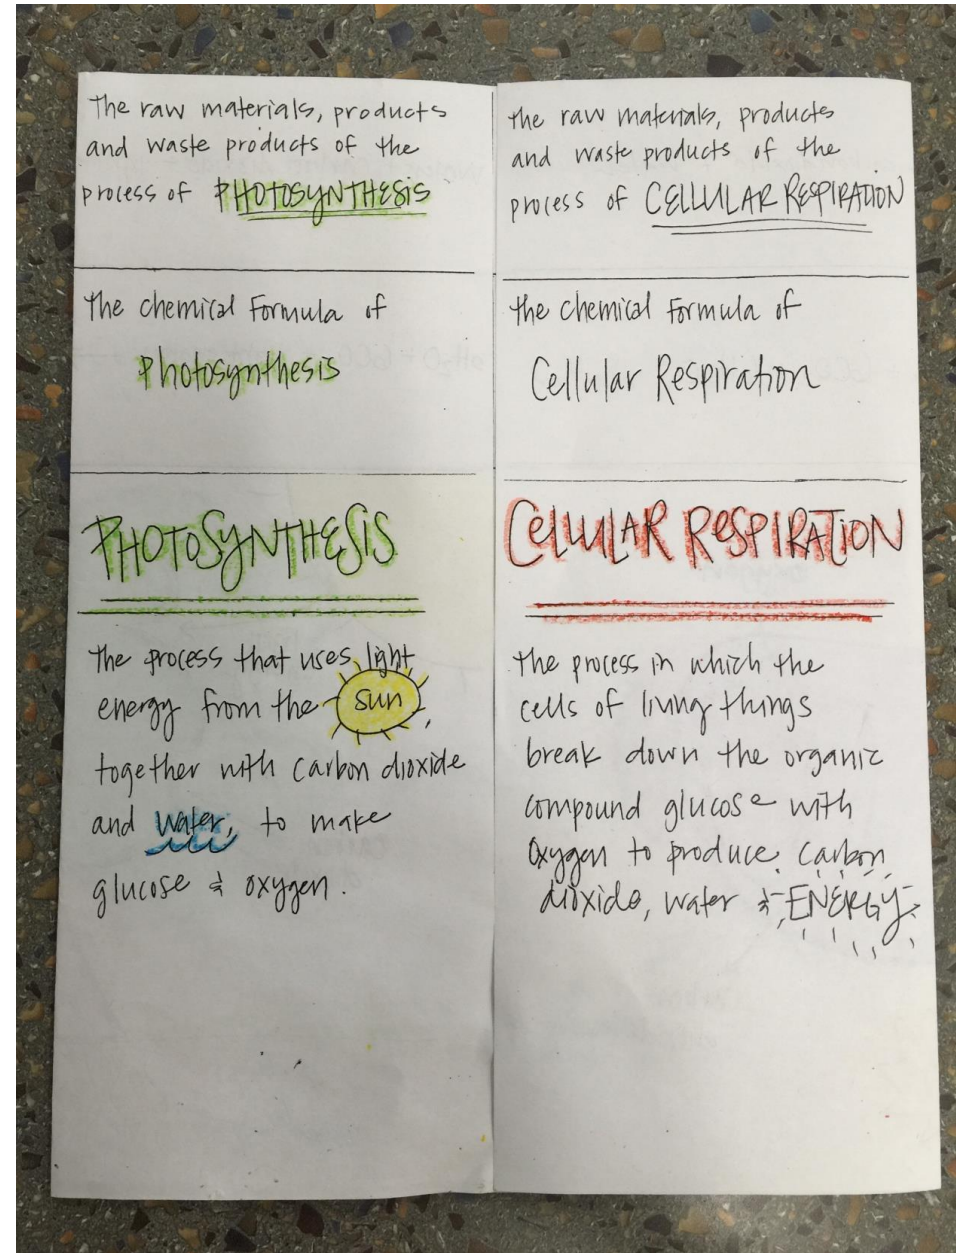 The raw materials, products
and waste products of the
process of PHOTOSYNTHESIS
The chemical Formula of
Photosynthesis
PHOTOSYNTHESIS
The process that uses light
energy from the sun,
together with carbon dioxide
and water, to make
glucose & oxygen.
The raw materials, products
and waste products of the
process of CELLULAR RESPIRATION
The chemical Formula of
Cellular Respiration
CELLULAR RESPIRATION
The process in which the
cells of living things
break down the organic
compound glucose with
oxygen to produce carbon
dioxide, water & ENERGY